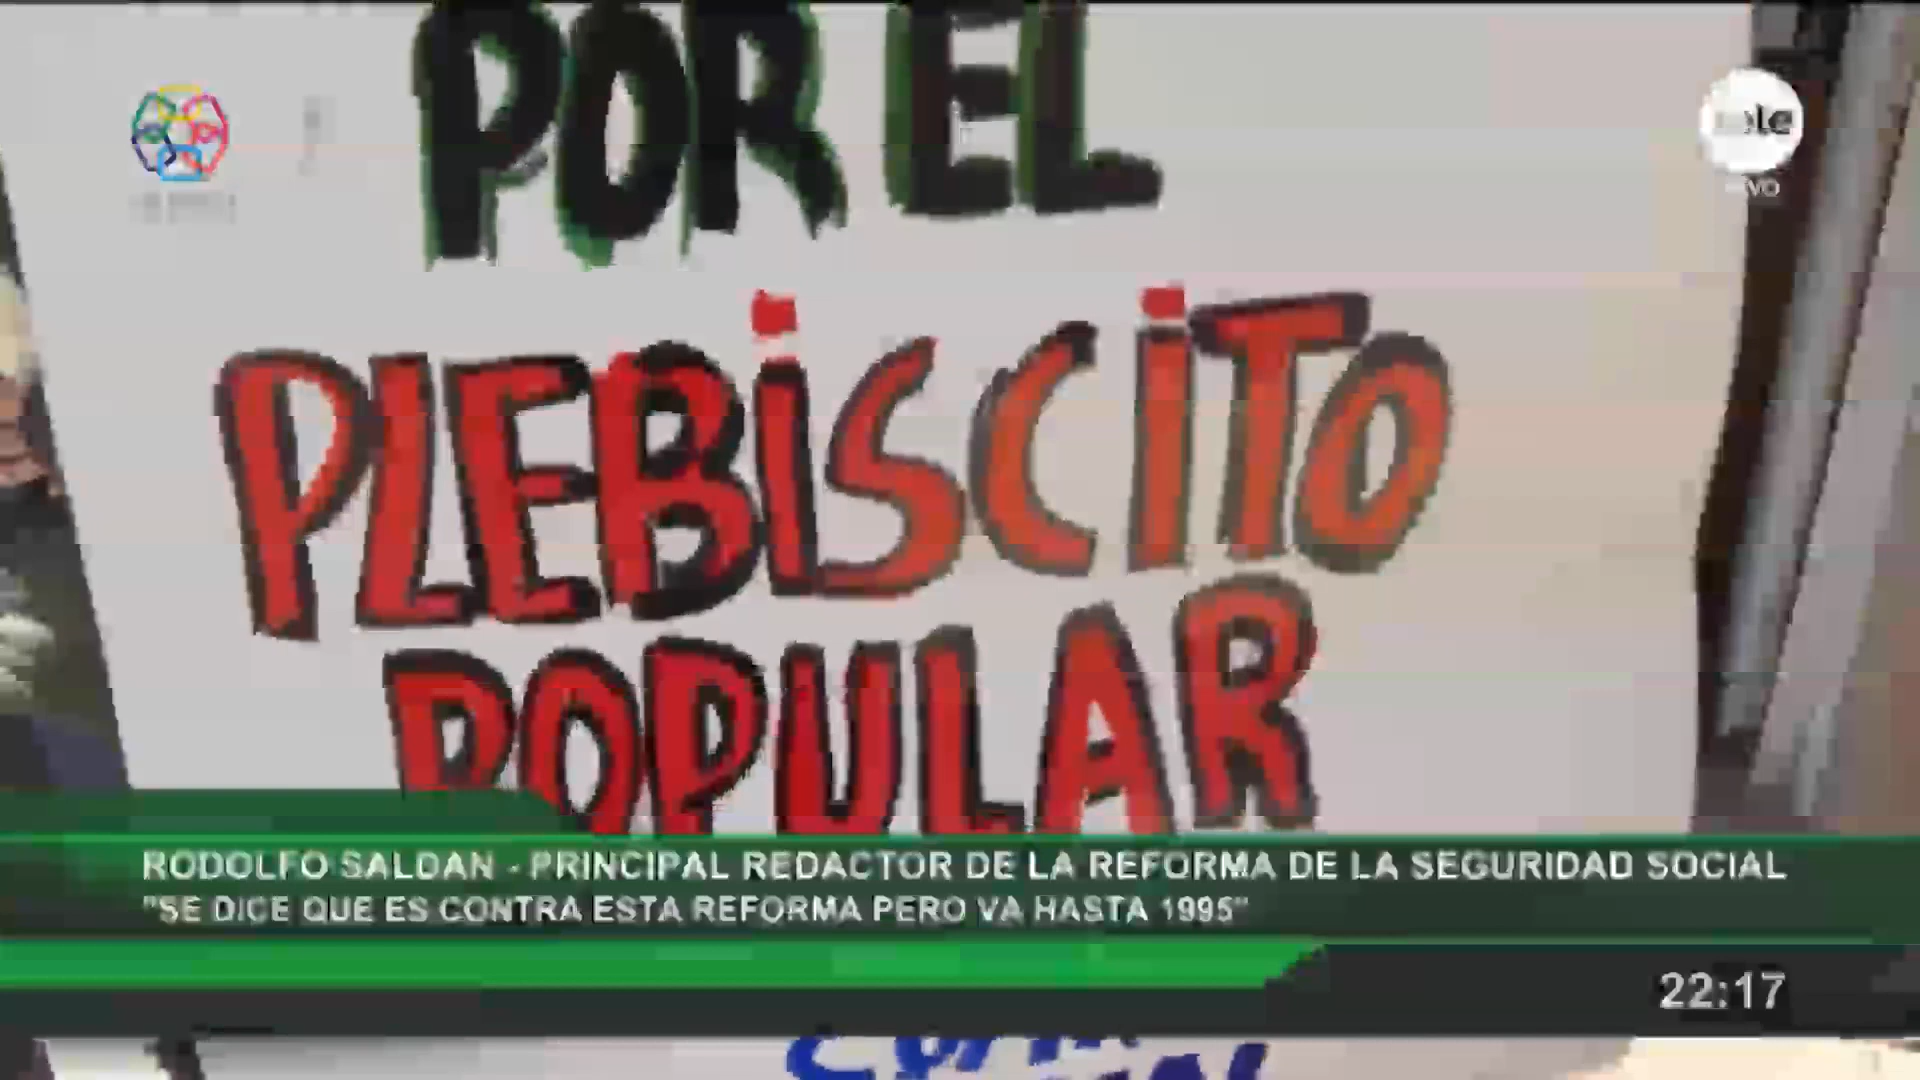 POR EL
PLEBISCITO
POPULAR
RODOLFO SALDAN - PRINCIPAL REDACTOR DE LA REFORMA DE LA SEGURIDAD SOCIAL
"SE DICE QUE ES CONTRA ESTA REFORMA PERO VA HASTA 1995"
22:17